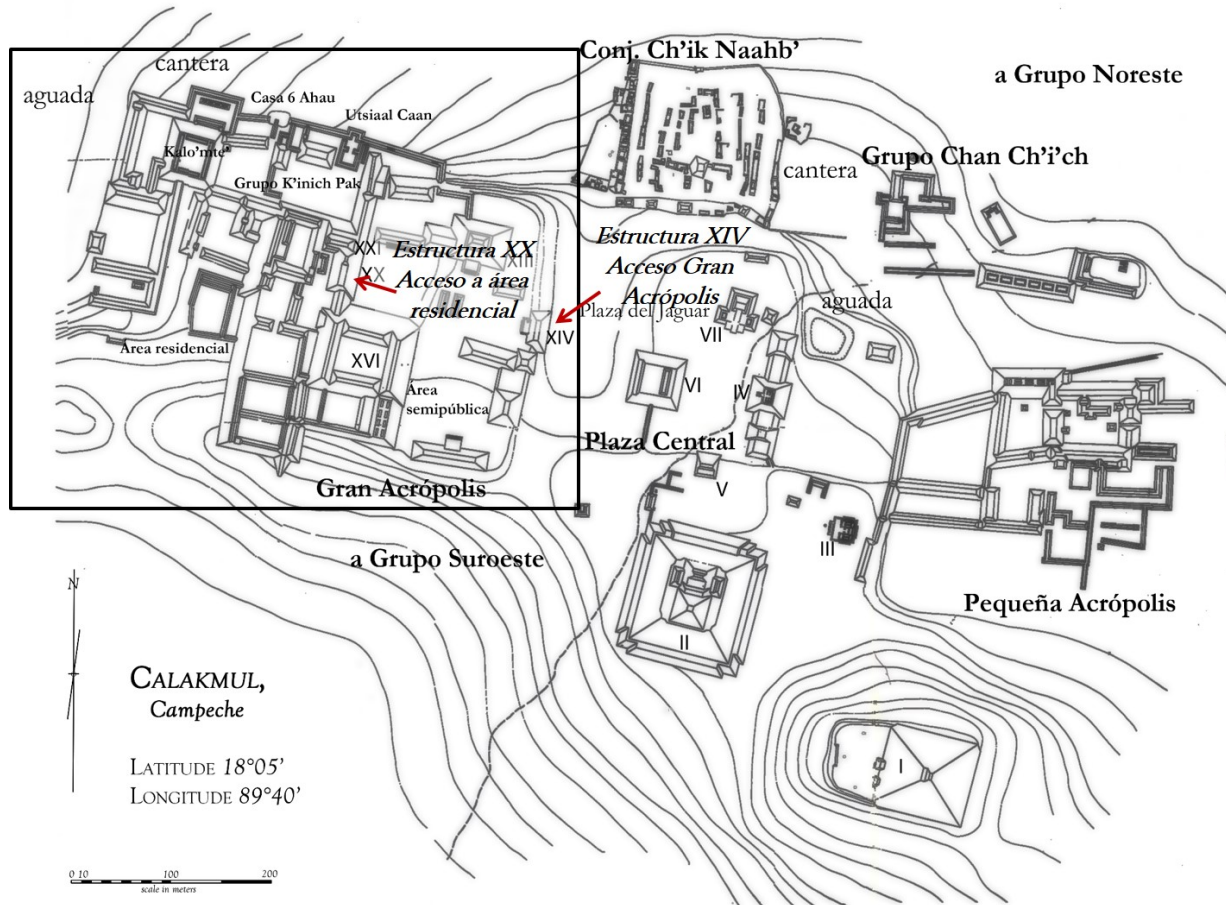 Conj. Ch'ik Naahb'
a Grupo Noreste
cantera
aguada
Casa 6 Ahau
Utsiaal Caan
Kalo'mte'
Grupo K'inich Pak
cantera
Grupo Chan Ch'i'ch
XXI
Estructura XX
Acceso a área
residencial
XX
XIII
Estructura XIV
Acceso Gran
Acrópolis
Plaza del Jaguar
aguada
XIV
VII
Área residencial
XVI
Área
semipública
VI
IV
Plaza Central
V
Gran Acrópolis
III
a Grupo Suroeste
Pequeña Acrópolis
II
I
N
CALAKMUL,
Campeche
LATITUDE 18°05'
LONGITUDE 89°40'
0 10 100 200
scale in meters